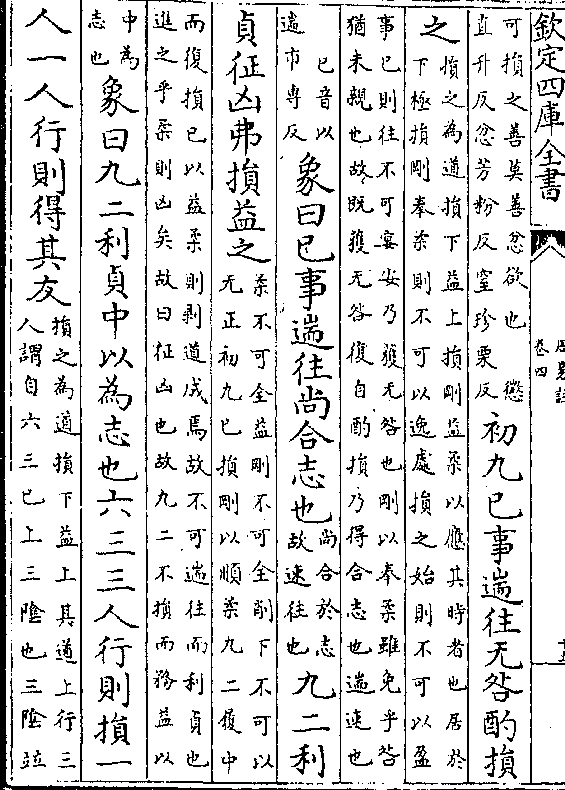 欽定四庫全書
周易註
卷四
可損之善莫善忿欲也　懲
直升反忿芳粉反窒珍栗反
初九已事遄往无咎酌損
之
損之為道損下益上損剛益柔以應其時者也居於
下極損剛奉柔則不可以逸處損之始則不可以盈
事已則往不可宴安乃獲无咎也剛以奉柔雖免乎咎
猶未親也故既獲无咎復自酌損乃得合志也遄速也
已音以
遄市專反
象曰已事遄往尚合志也
尚合於志
故速往也
九二利
貞征凶弗損益之
柔不可全益剛不可全削下不可以
无正初九已損剛以順柔九二履中
而復損已以益柔則剝道成焉故不可遄往而利貞也
進之乎柔則凶矣故曰征凶也故九二不損而務益以
中為
志也
象曰九二利貞中以為志也六三三人行則損一
人一人行則得其友
損之為道損下益上其道上行三
人謂自六三已上三陰也三陰竝